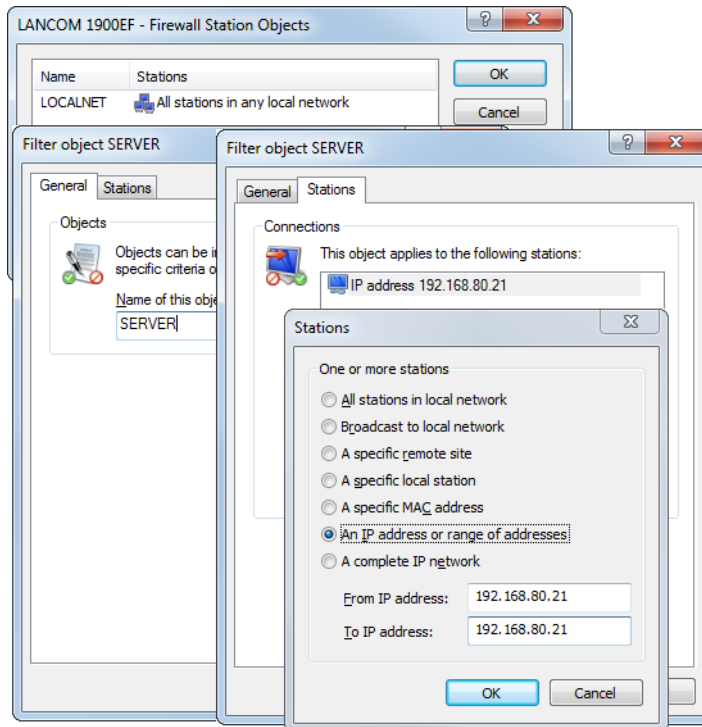 LANCOM 1900EF - Firewall Station Objects
?
Name Stations
OK
LOCALNET All stations in any local network
Cancel
Filter object SERVER
General Stations
Objects
Objects can be
specific criteria
Name of this
SERVER
Filter object SERVER
?
General Stations
Connections
This object applies to the following stations:
IP address 192.168.80.21
Stations
One or more stations
All stations in local network
Broadcast to local network
A specific remote site
A specific local station
A specific MAC address
An IP address or range of addresses
A complete IP network
From IP address: 192.168.80.21
To IP address: 192.168.80.21
OK Cancel